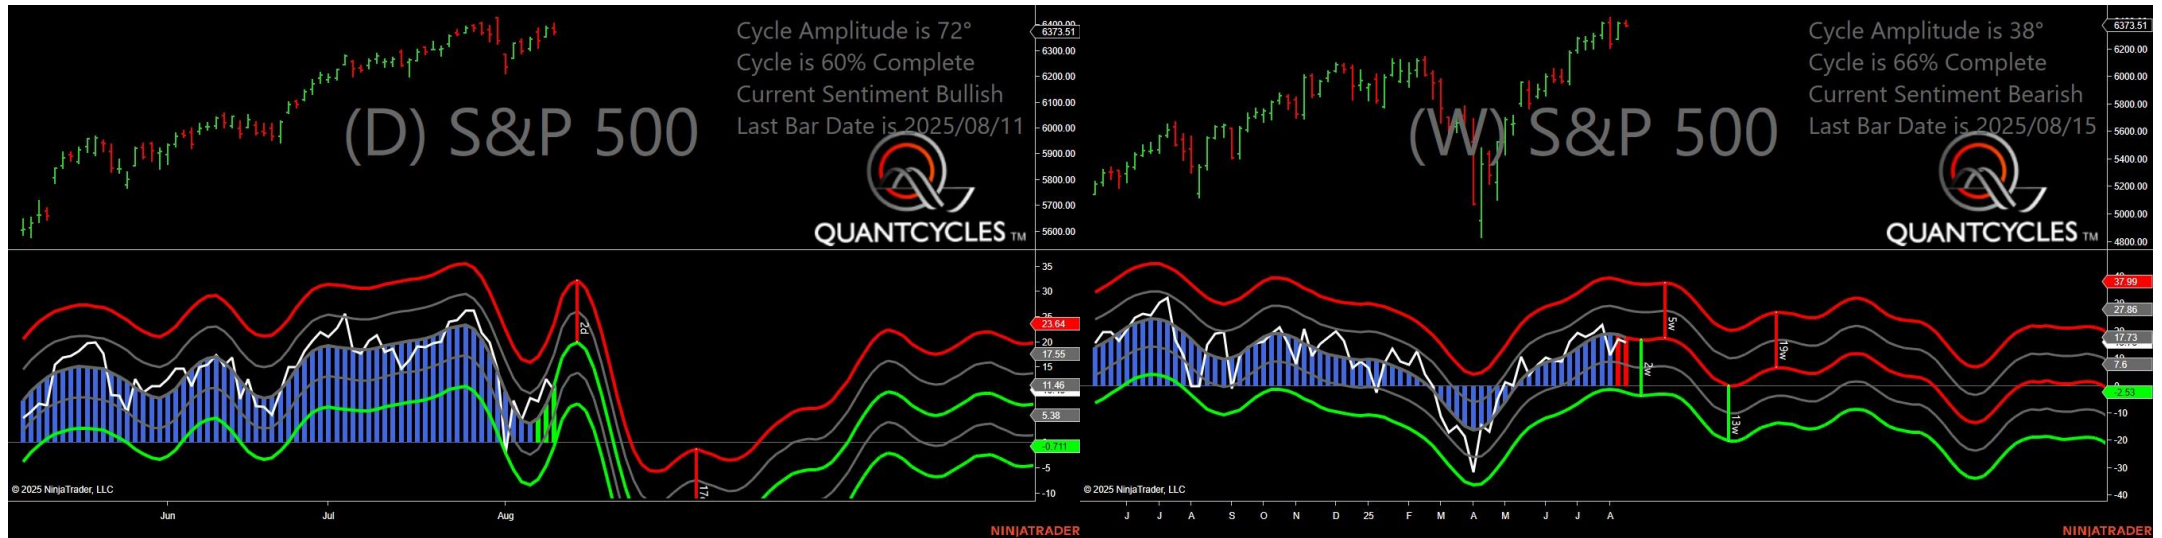 Cycle Amplitude is 72°
Cycle is 60% Complete
Current Sentiment Bullish
Last Bar Date is 2025/08/11
(D) S&P 500
QUANTCYCLES TM
6400.00
6373.51
6300.00
6200.00
6100.00
6000.00
5900.00
5800.00
5700.00
5600.00
35
30
25
23.64
20
17.55
15
11.46
5.38
-0.711
-5
-10
2d
© 2025 NinjaTrader, LLC
Jun Jul Aug
NINJATRADER
Cycle Amplitude is 38°
Cycle is 66% Complete
Current Sentiment Bearish
Last Bar Date is 2025/08/15
(W) S&P 500
QUANTCYCLES TM
6373.51
6200.00
6000.00
5800.00
5600.00
5400.00
5200.00
5000.00
4800.00
37.99
27.86
17.73
7.6
-2.53
-10
-20
-30
-40
5w
2w
13w
19w
© 2025 NinjaTrader, LLC
J J A S O N D 25 F M A M J J A
NINJATRADER